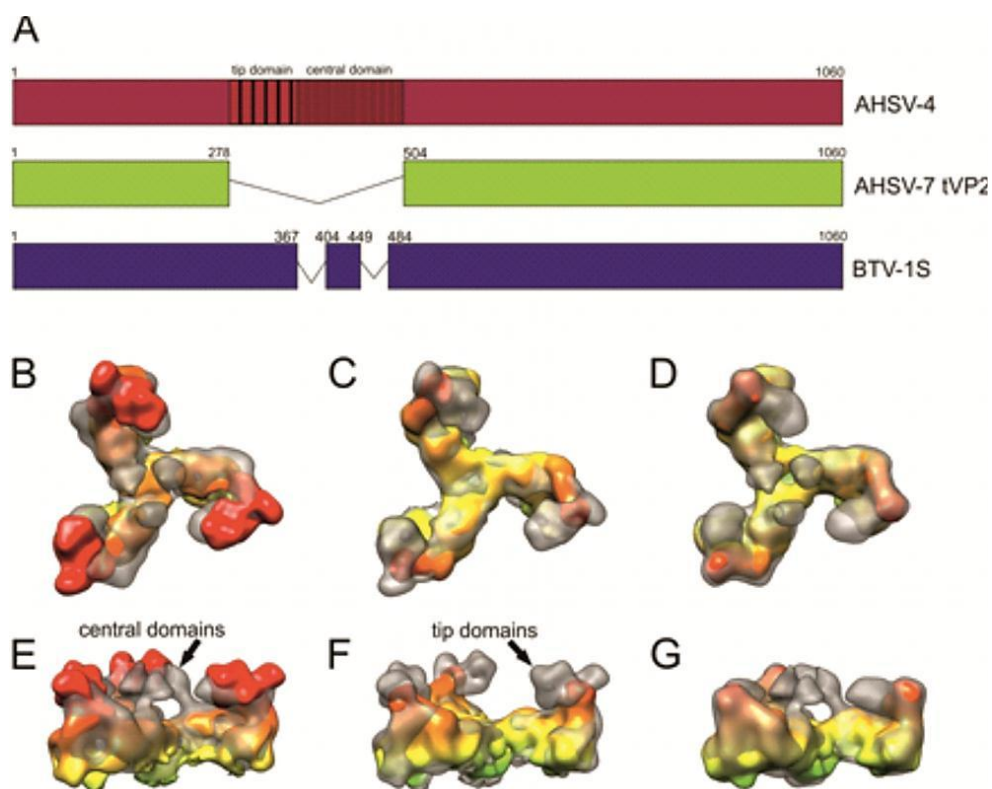 A
1 tip domain central domain 1060
AHSV-4
1 278 504 1060
AHSV-7 tVP2
1 367 404 449 484 1060
BTV-1S
B C D
central domains tip domains
E F G